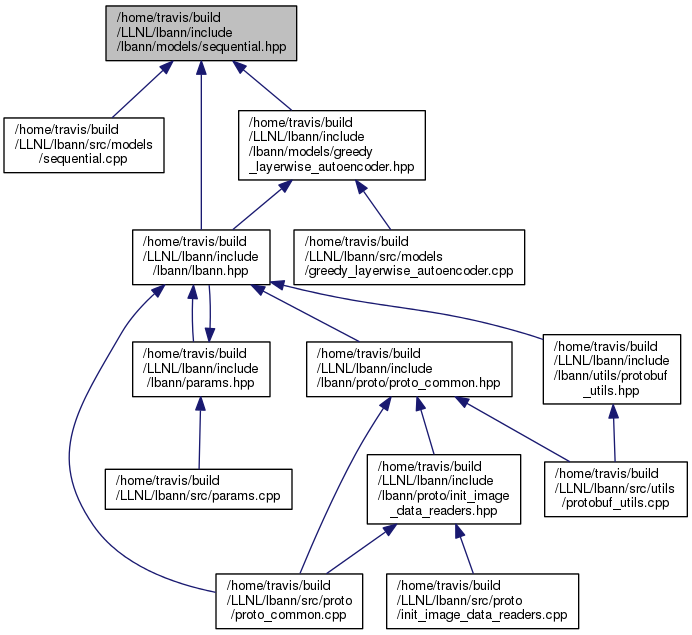 /home/travis/build
/LLNL/lbann/include
/lbann/models/sequential.hpp
/home/travis/build
/LLNL/lbann/src/models
/sequential.cpp
/home/travis/build
/LLNL/lbann/include
/lbann/models/greedy
_layerwise_autoencoder.hpp
/home/travis/build
/LLNL/lbann/include
/lbann/lbann.hpp
/home/travis/build
/LLNL/lbann/src/models
/greedy_layerwise_autoencoder.cpp
/home/travis/build
/LLNL/lbann/include
/lbann/params.hpp
/home/travis/build
/LLNL/lbann/include
/lbann/proto/proto_common.hpp
/home/travis/build
/LLNL/lbann/include
/lbann/utils/protobuf
_utils.hpp
/home/travis/build
/LLNL/lbann/src/params.cpp
/home/travis/build
/LLNL/lbann/include
/lbann/proto/init_image
_data_readers.hpp
/home/travis/build
/LLNL/lbann/src/utils
/protobuf_utils.cpp
/home/travis/build
/LLNL/lbann/src/proto
/proto_common.cpp
/home/travis/build
/LLNL/lbann/src/proto
/init_image_data_readers.cpp